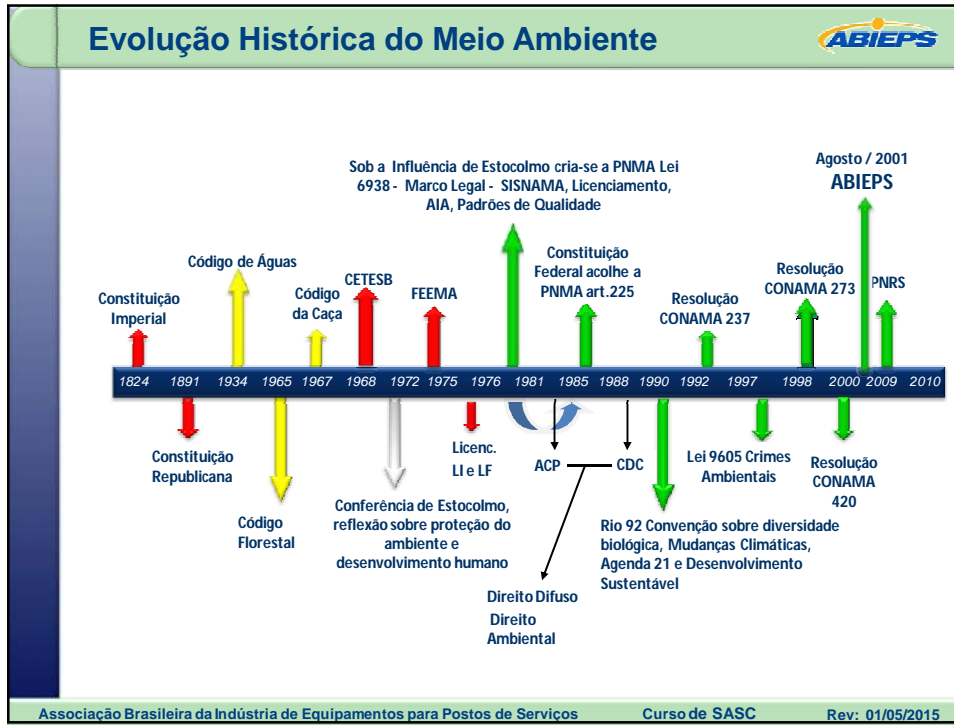 Evolução Histórica do Meio Ambiente
ABIEPS
Sob a Influência de Estocolmo cria-se a PNMA Lei
6938 - Marco Legal - SISNAMA, Licenciamento,
AIA, Padrões de Qualidade
Agosto / 2001
ABIEPS
Código de Águas
Constituição
Imperial
Código
da Caça
CETESB
FEEMA
Constituição
Federal acolhe a
PNMA art.225
Resolução
CONAMA 237
Resolução
CONAMA 273
PNRS
1824 1891 1934 1965 1967 1968 1972 1975 1976 1981 1985 1988 1990 1992 1997 1998 2000 2009 2010
Constituição
Republicana
Código
Florestal
Conferência de Estocolmo,
reflexão sobre proteção do
ambiente e
desenvolvimento humano
Licenc.
LI e LF
ACP
CDC
Direito Difuso
Direito
Ambiental
Rio 92 Convenção sobre diversidade
biológica, Mudanças Climáticas,
Agenda 21 e Desenvolvimento
Sustentável
Lei 9605 Crimes
Ambientais
Resolução
CONAMA
420
Associação Brasileira da Indústria de Equipamentos para Postos de Serviços Curso de SASC Rev: 01/05/2015